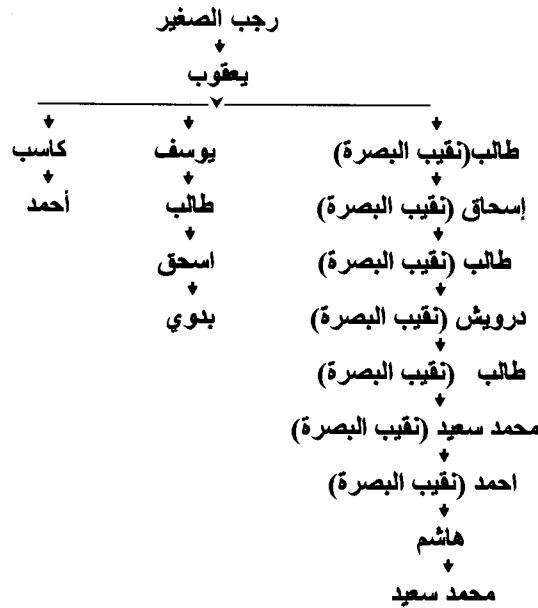 رجب الصغير
يعقوب
طالب(نقيب البصرة) يوسف كاسب
إسحاق (نقيب البصرة) طالب أحمد
طالب (نقيب البصرة) اسحق
درويش (نقيب البصرة) بدوي
طالب (نقيب البصرة)
محمد سعيد (نقيب البصرة)
احمد (نقيب البصرة)
هاشم
محمد سعيد